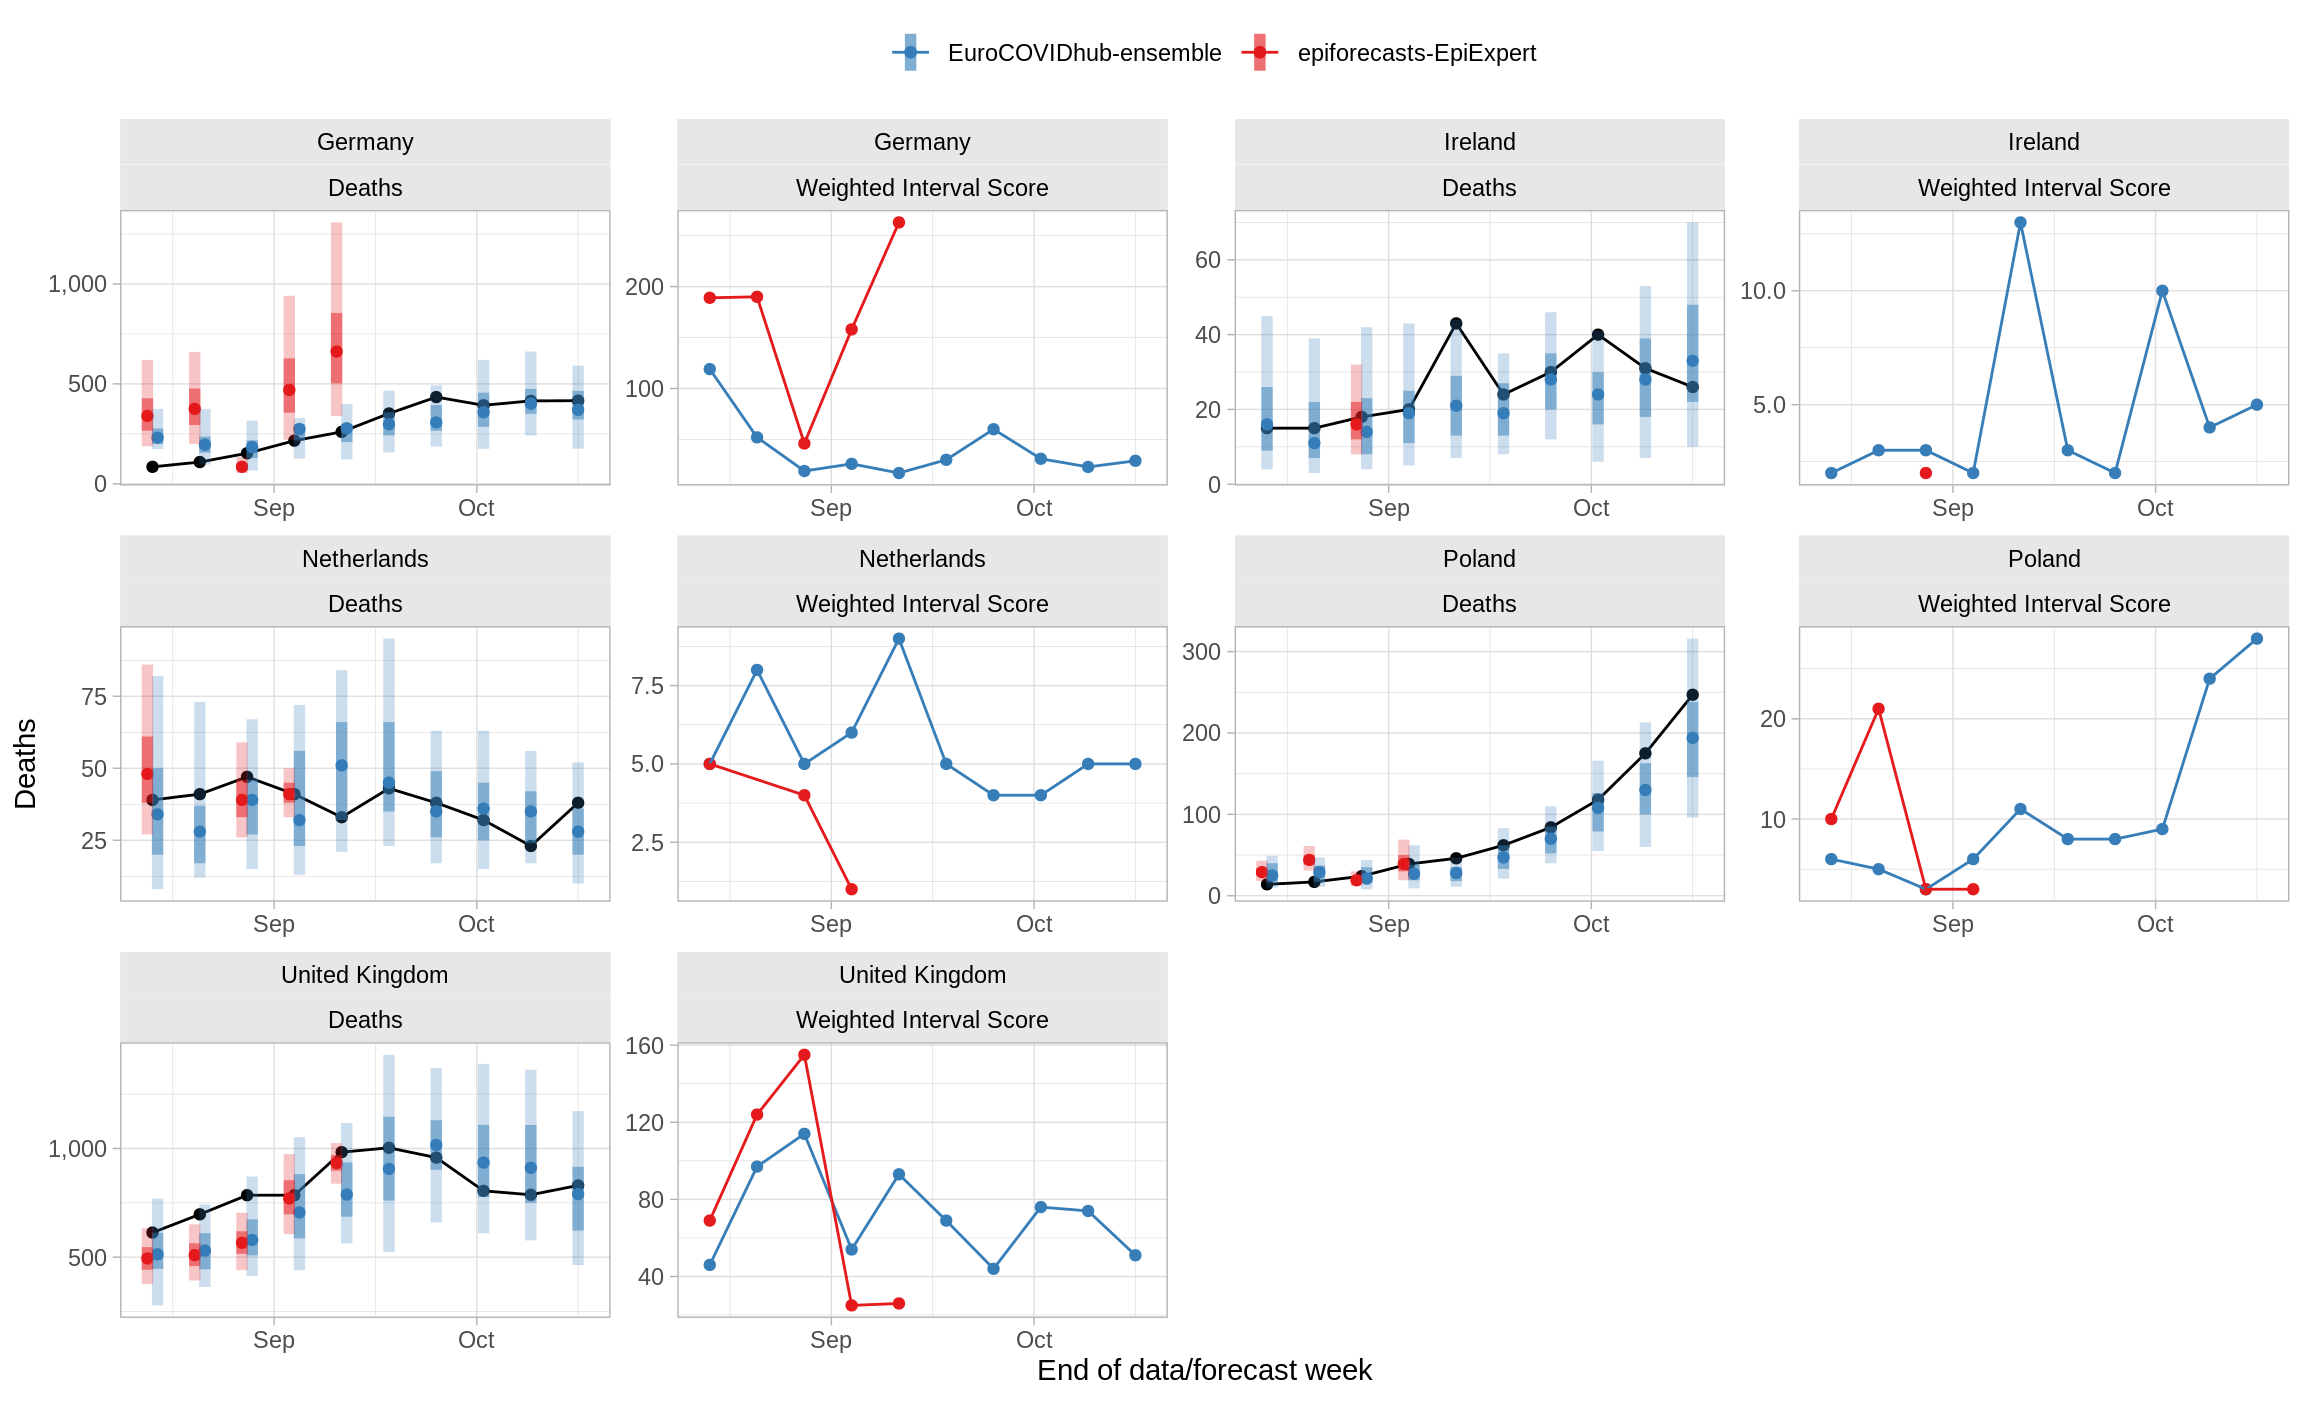 EuroCOVIDhub-ensemble epiforecasts-EpiExpert
Germany Germany Ireland Ireland
Deaths Weighted Interval Score Deaths Weighted Interval Score
1,000
500
0
200
100
60
40
20
0
10.0
5.0
Sep Oct Sep Oct Sep Oct Sep Oct
Netherlands Netherlands Poland Poland
Deaths Weighted Interval Score Deaths Weighted Interval Score
75
50
25
7.5
5.0
2.5
300
200
100
0
20
10
Sep Oct Sep Oct Sep Oct Sep Oct
Deaths
United Kingdom United Kingdom
Deaths Weighted Interval Score
1,000
500
160
120
80
40
Sep Oct Sep Oct
End of data/forecast week